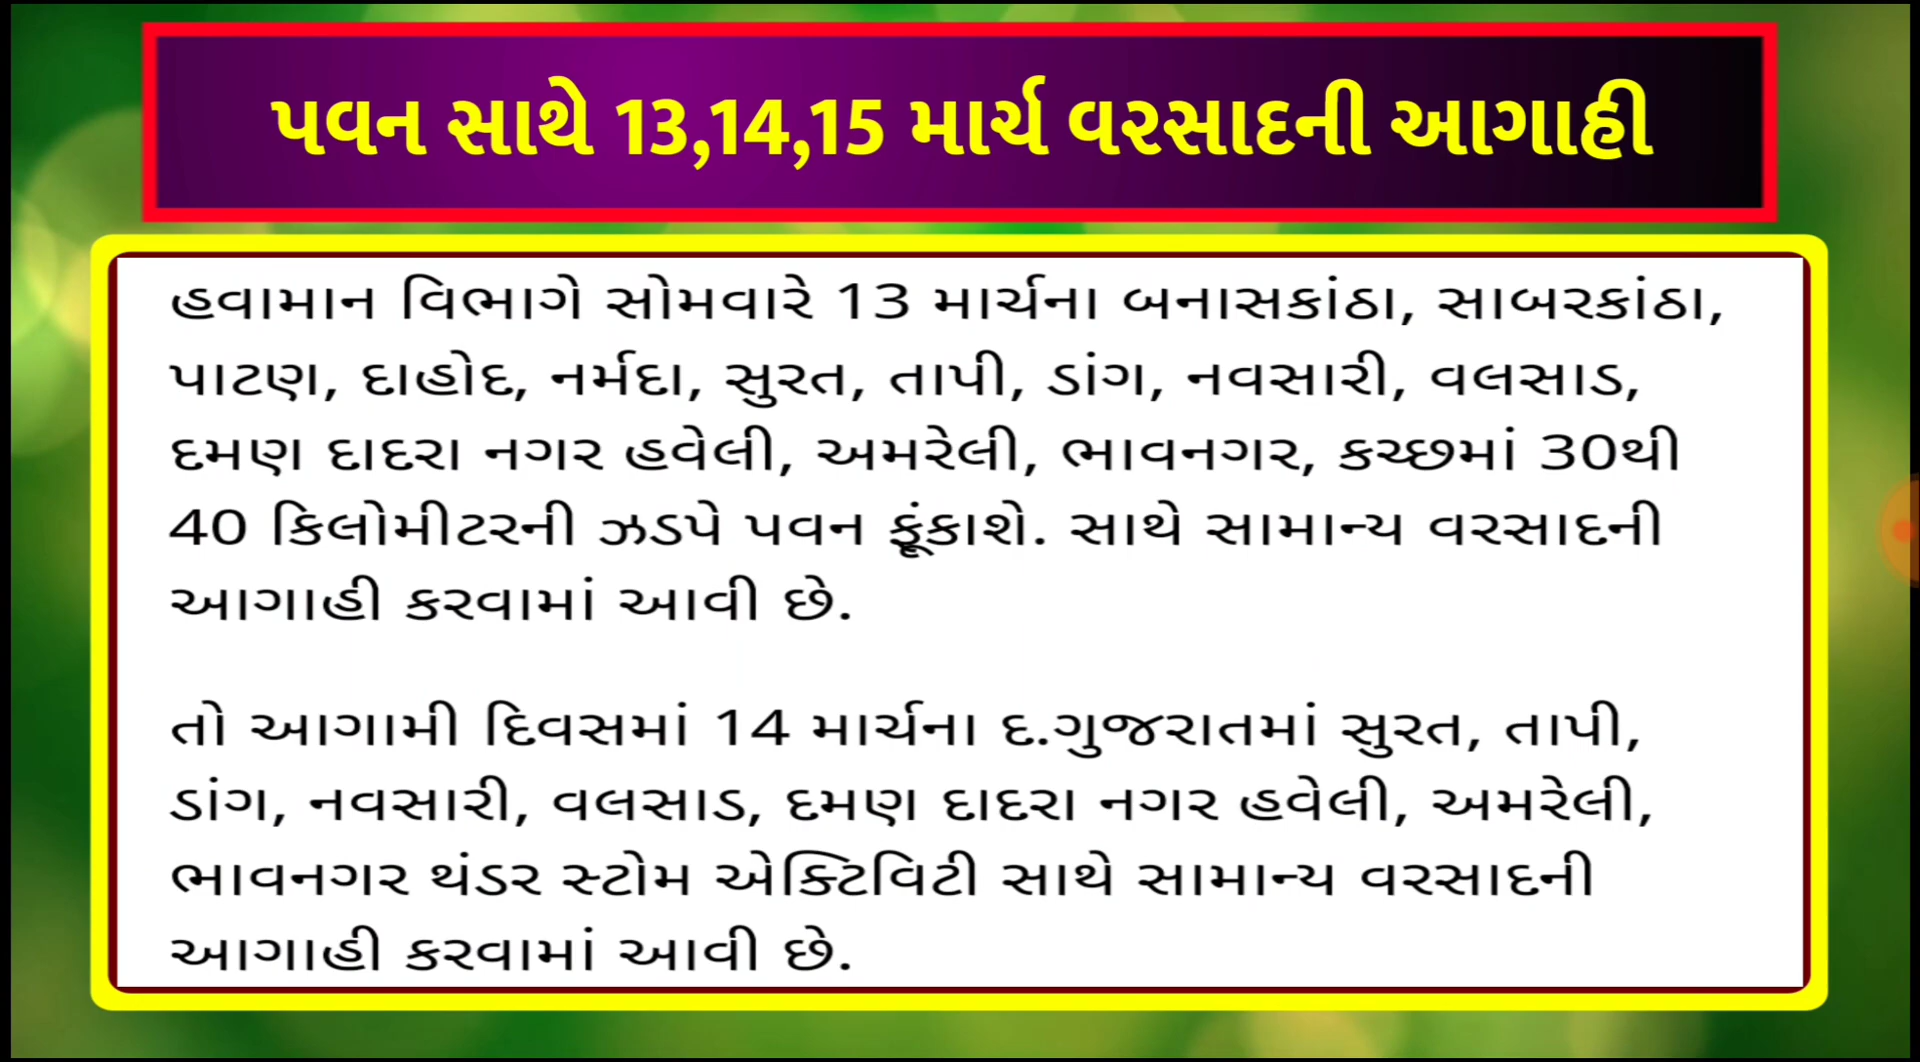 પવન સાથે 13,14,15 માર્ચ વરસાદની આગાહી
હવામાન વિભાગે સોમવારે 13 માર્ચના બનાસકાંઠા, સાબરકાંઠા,
પાટણ, દાહોદ, નર્મદા, સુરત, તાપી, ડાંગ, નવસારી, વલસાડ,
દમણ દાદરા નગર હવેલી, અમરેલી, ભાવનગર, કચ્છમાં 30થી
40 કિલોમીટરની ઝડપે પવન ફૂંકાશે. સાથે સામાન્ય વરસાદની
આગાહી કરવામાં આવી છે.
તો આગામી દિવસમાં 14 માર્ચના દ.ગુજરાતમાં સુરત, તાપી,
ડાંગ, નવસારી, વલસાડ, દમણ દાદરા નગર હવેલી, અમરેલી,
ભાવનગર થંડર સ્ટોમ એક્ટિવિટી સાથે સામાન્ય વરસાદની
આગાહી કરવામાં આવી છે.